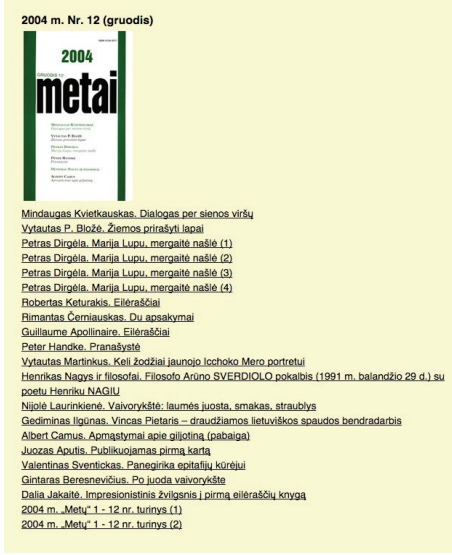 2004 m. Nr. 12 (gruodis)
2004
GRUODIS 12
metai
Mindaugas Kvietkauskas. Dialogas per sienos viršų
Vytautas P. Bložė. Žiemos prirašyti lapai
Petras Dirgėla. Marija Lupu, mergaitė našlė (1)
Petras Dirgėla. Marija Lupu, mergaitė našlė (2)
Petras Dirgėla. Marija Lupu, mergaitė našlė (3)
Petras Dirgėla. Marija Lupu, mergaitė našlė (4)
Robertas Keturakis. Eilėraščiai
Rimantas Černiauskas. Du apsakymai
Guillaume Apollinaire. Eilėraščiai
Peter Handke. Pranašystė
Vytautas Martinkus. Keli žodžiai jaunojo Icchoko Mero portretui
Henrikas Nagys ir filosofai. Filosofo Arūno SVERDIOLO pokalbis (1991 m. balandžio 29 d.) su
poetu Henriku NAGIU
Nijolė Laurinkienė. Vaivorykštė: laumės juosta, smakas, straublys
Gediminas Ilgūnas. Vincas Pietaris – draudžiamos lietuviškos spaudos bendradarbis
Albert Camus. Apmąstymai apie giljotiną (pabaiga)
Juozas Aputis. Publikuojamas pirmą kartą
Valentinas Sventickas. Panegirika epitafijų kūrėjui
Gintaras Beresnevičius. Po juoda vaivorykšte
Dalia Jakaitė. Impresionistinis žvilgsnis į pirmą eilėraščių knygą
2004 m. „Metų“ 1 - 12 nr. turinys (1)
2004 m. „Metų“ 1 - 12 nr. turinys (2)